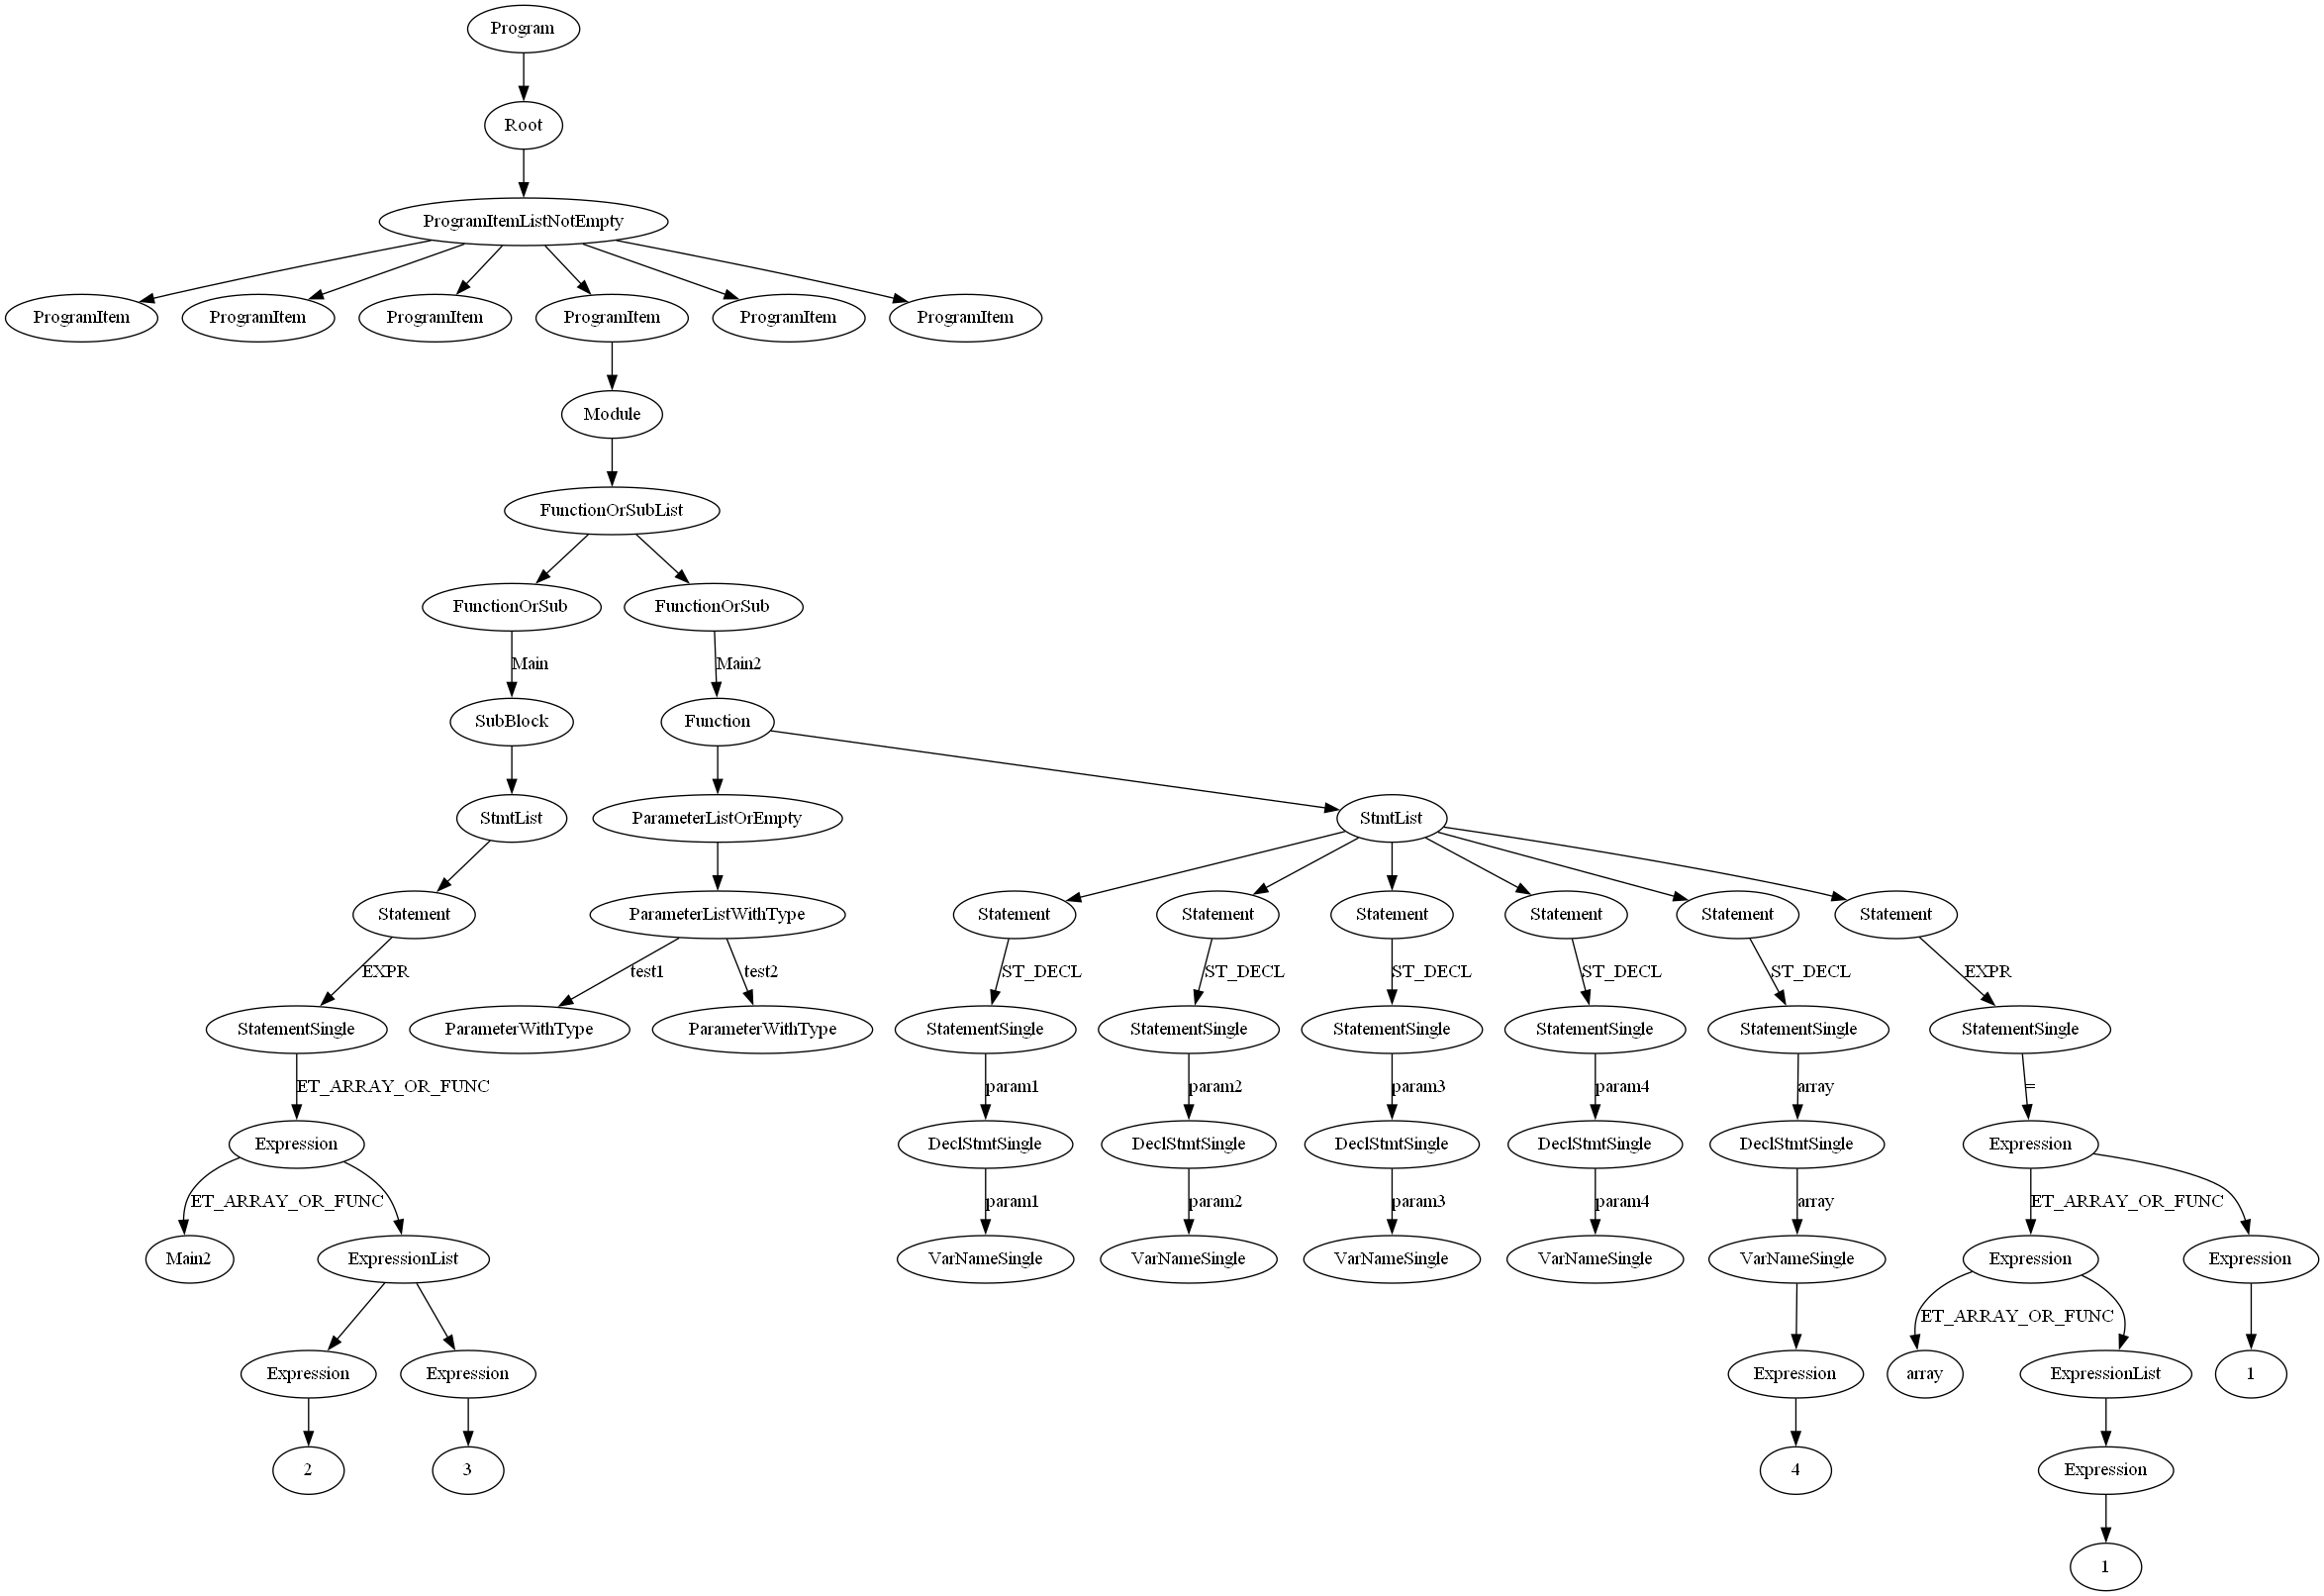 Program
Root
ProgramItemListNotEmpty
ProgramItem ProgramItem ProgramItem ProgramItem ProgramItem ProgramItem
Module
FunctionOrSubList
FunctionOrSub FunctionOrSub
Main Main2
SubBlock Function
StmtList ParameterListOrEmpty StmtList
Statement ParameterListWithType Statement Statement Statement Statement Statement Statement
EXPR test1 test2 ST_DECL ST_DECL ST_DECL ST_DECL ST_DECL EXPR
StatementSingle ParameterWithType ParameterWithType StatementSingle StatementSingle StatementSingle StatementSingle StatementSingle StatementSingle
ET_ARRAY_OR_FUNC param1 param2 param3 param4 array =
Expression DeclStmtSingle DeclStmtSingle DeclStmtSingle DeclStmtSingle DeclStmtSingle Expression
ET_ARRAY_OR_FUNC param1 param2 param3 param4 array ET_ARRAY_OR_FUNC
Main2 ExpressionList VarNameSingle VarNameSingle VarNameSingle VarNameSingle VarNameSingle Expression Expression
ET_ARRAY_OR_FUNC
Expression Expression Expression array ExpressionList 1
2 3 4 Expression
1